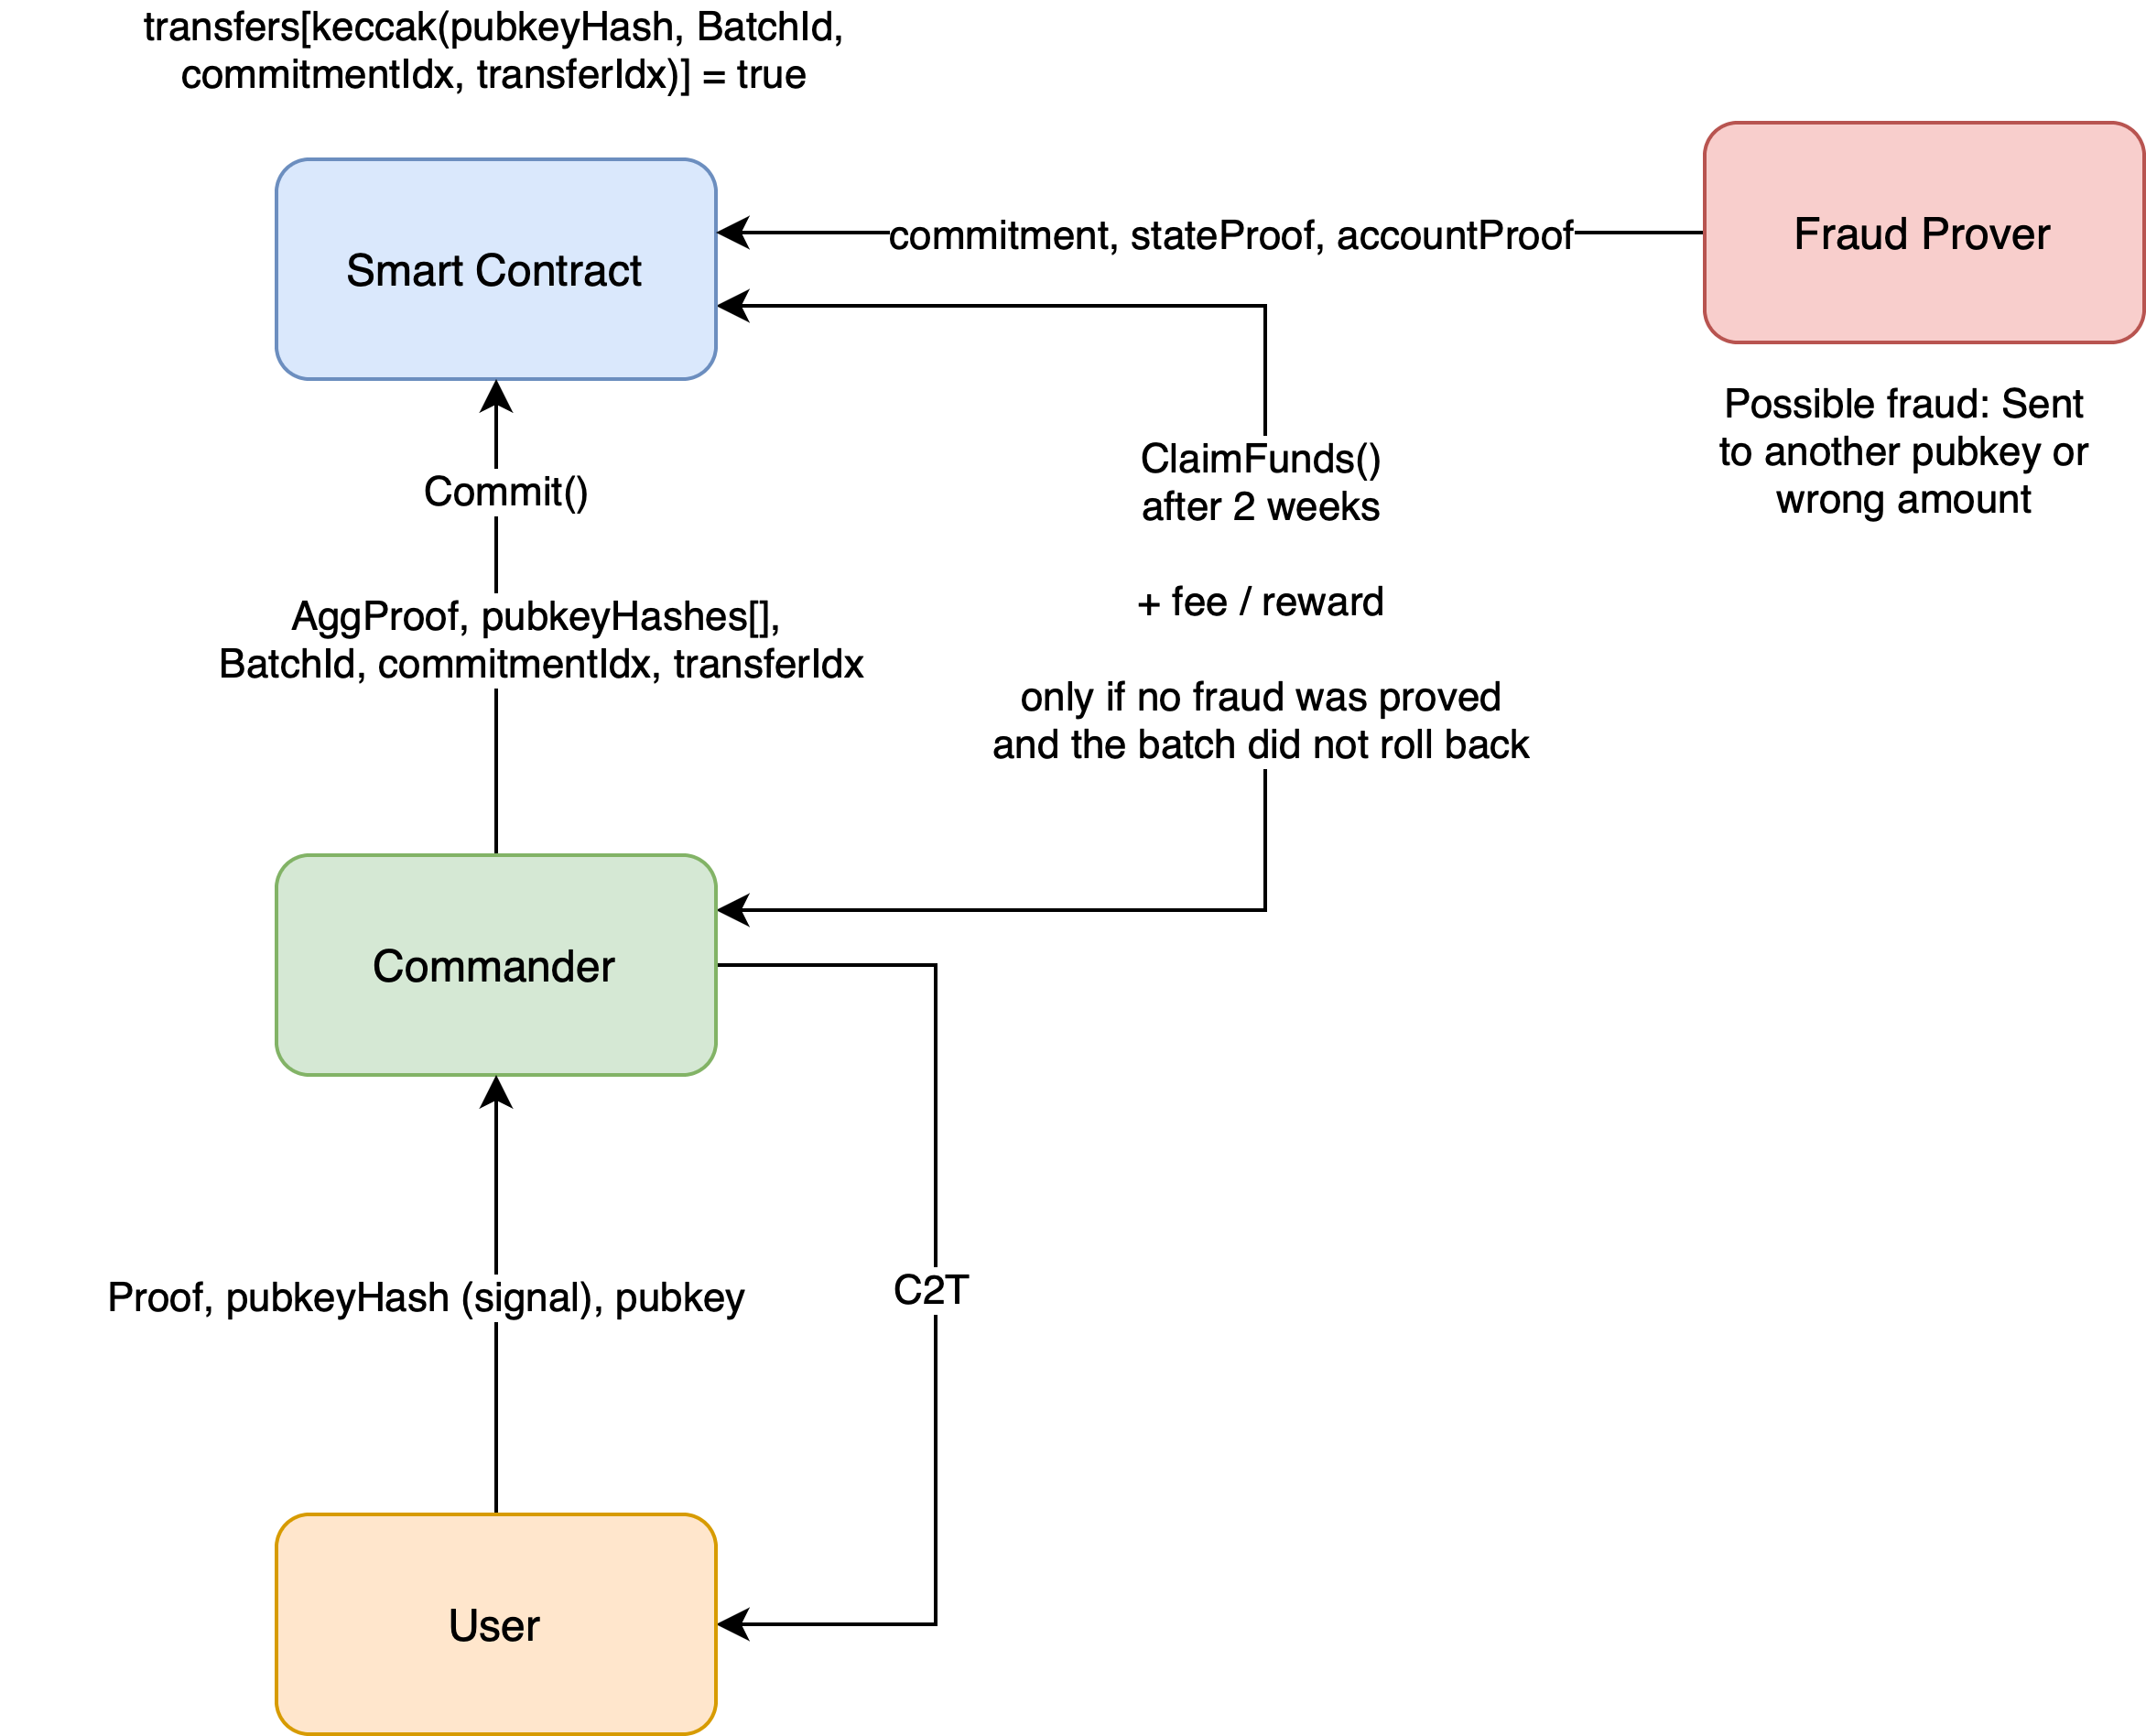 transfers[keccak(pubkeyHash, BatchId,
commitmentIdx, transferIdx)] = true
Smart Contract
commitment, stateProof, accountProof
Fraud Prover
Possible fraud: Sent
to another pubkey or
wrong amount
Commit()
ClaimFunds()
after 2 weeks
+ fee / reward
only if no fraud was proved
and the batch did not roll back
AggProof, pubkeyHashes[],
BatchId, commitmentIdx, transferIdx
Commander
Proof, pubkeyHash (signal), pubkey
C2T
User